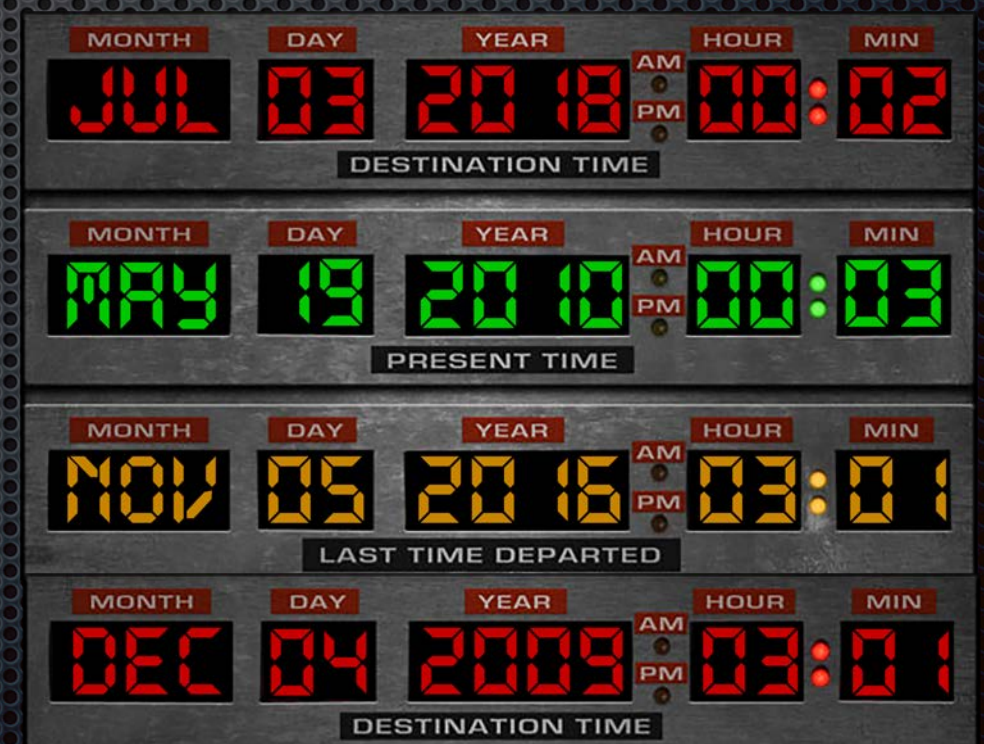 MONTH DAY YEAR HOUR MIN
AM
JUL 03 2018 00:02
PM
DESTINATION TIME
MONTH DAY YEAR HOUR MIN
AM
MAY 19 2010 00:03
PM
PRESENT TIME
MONTH DAY YEAR HOUR MIN
AM
NOV 05 2016 03:01
PM
LAST TIME DEPARTED
MONTH DAY YEAR HOUR MIN
AM
DEC 04 2009 03:01
PM
DESTINATION TIME